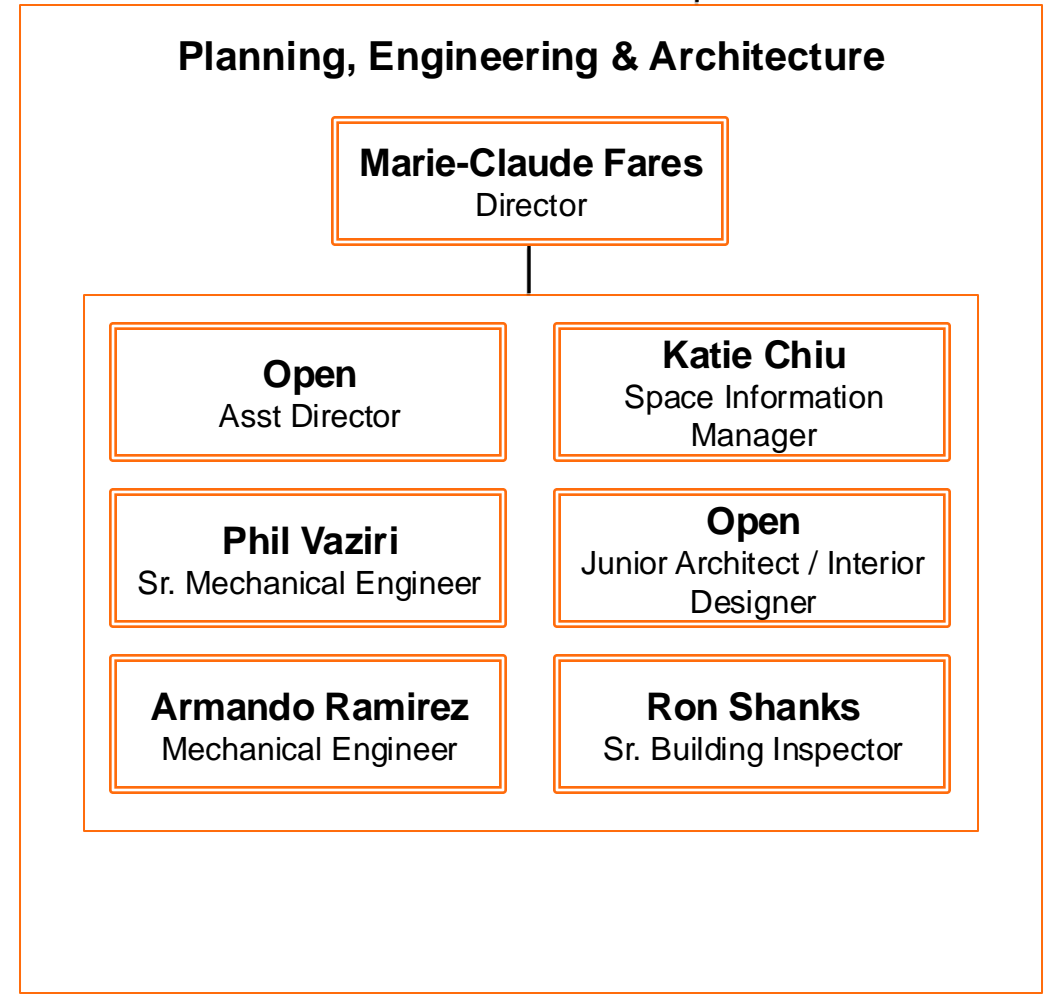 Planning, Engineering & Architecture
Marie-Claude Fares
Director
Open
Asst Director
Katie Chiu
Space Information
Manager
Phil Vaziri
Sr. Mechanical Engineer
Open
Junior Architect / Interior
Designer
Armando Ramirez
Mechanical Engineer
Ron Shanks
Sr. Building Inspector